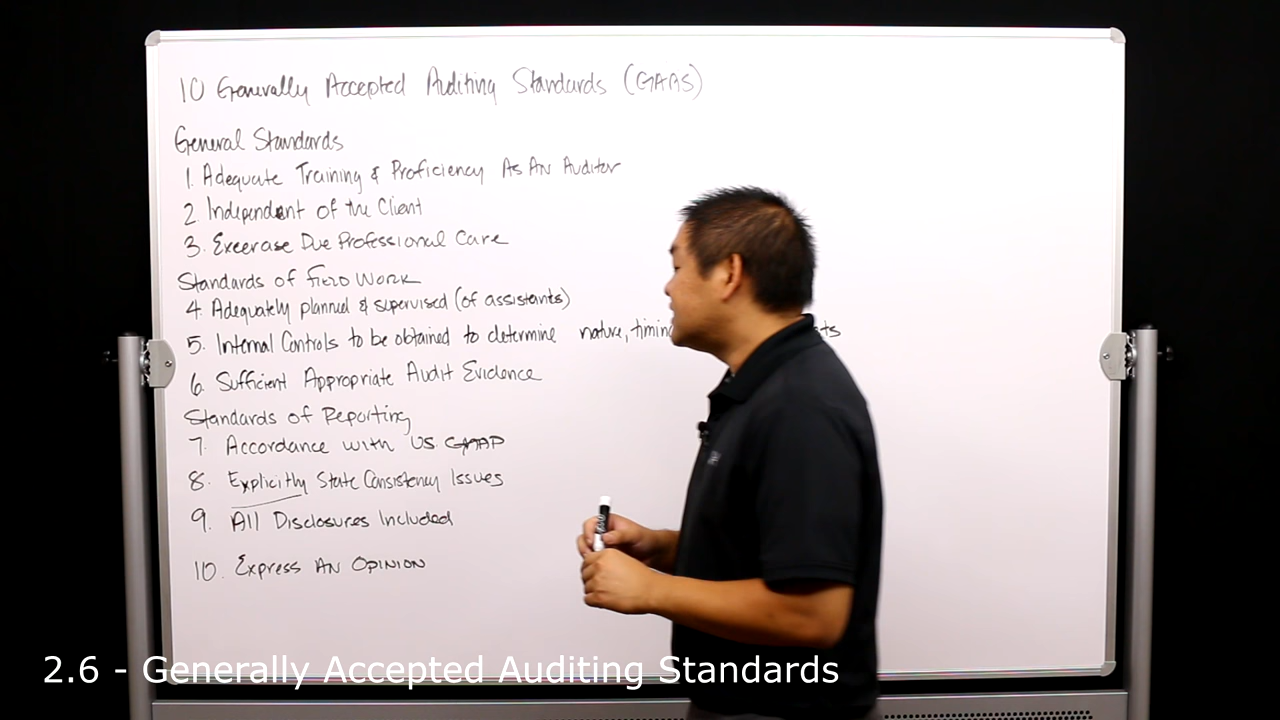 10 Generally Accepted Auditing Standards (GAAS)
General Standards
1. Adequate Training & Proficiency As An Auditor
2. Independent of the Client
3. Excerase Due Professional Care
Standards of Field Work
4. Adequately planned & supervised (of assistants)
5. Internal Controls to be obtained to determine nature, timin
6. Sufficient Appropriate Audit Evidence
Standards of Reporting
7. Accordance with US GAAP
8. Explicitly State Consistency Issues
9. All Disclosures Included
10. Express An Opinion
2.6 - Generally Accepted Auditing Standards